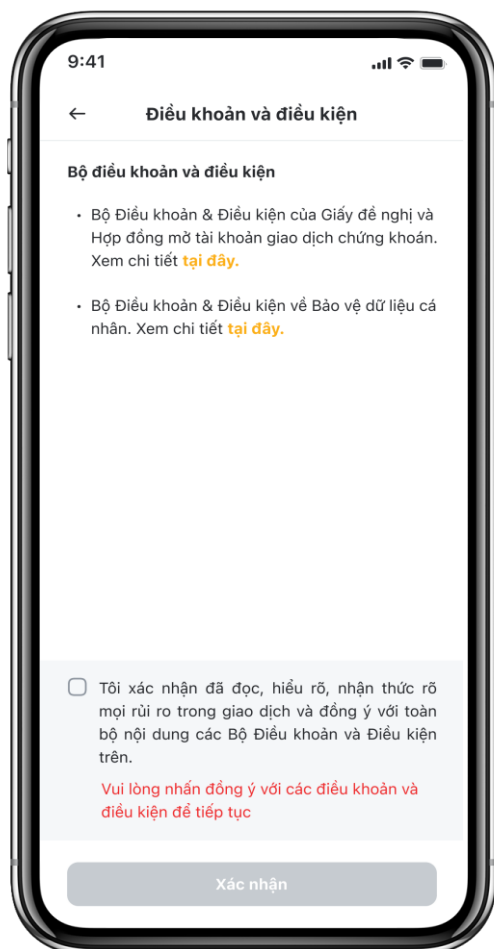 9:41
Điều khoản và điều kiện
Bộ điều khoản và điều kiện
• Bộ Điều khoản & Điều kiện của Giấy đề nghị và
Hợp đồng mở tài khoản giao dịch chứng khoán.
Xem chi tiết tại đây.
• Bộ Điều khoản & Điều kiện về Bảo vệ dữ liệu cá
nhân. Xem chi tiết tại đây.
Tôi xác nhận đã đọc, hiểu rõ, nhận thức rõ
mọi rủi ro trong giao dịch và đồng ý với toàn
bộ nội dung các Bộ Điều khoản và Điều kiện
trên.
Vui lòng nhấn đồng ý với các điều khoản và
điều kiện để tiếp tục
Xác nhận